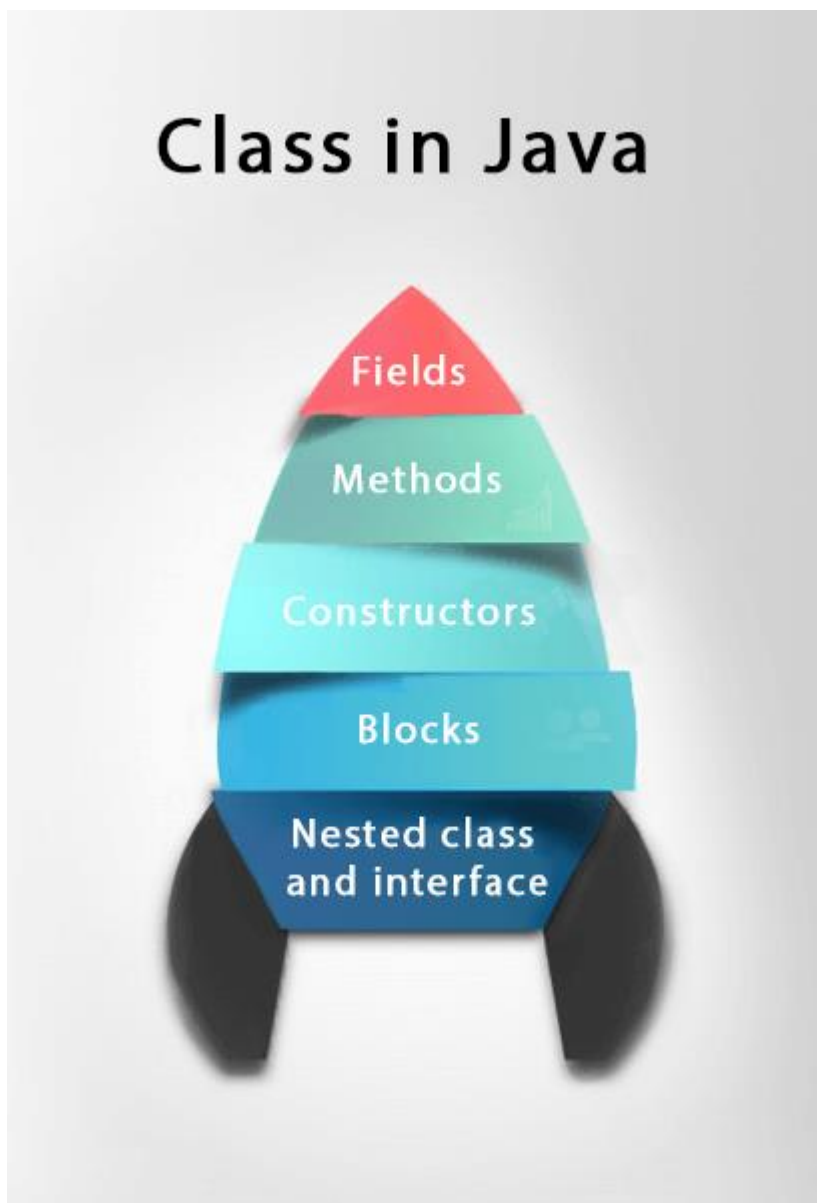 Class in Java
Fields
Methods
Constructors
Blocks
Nested class
and interface